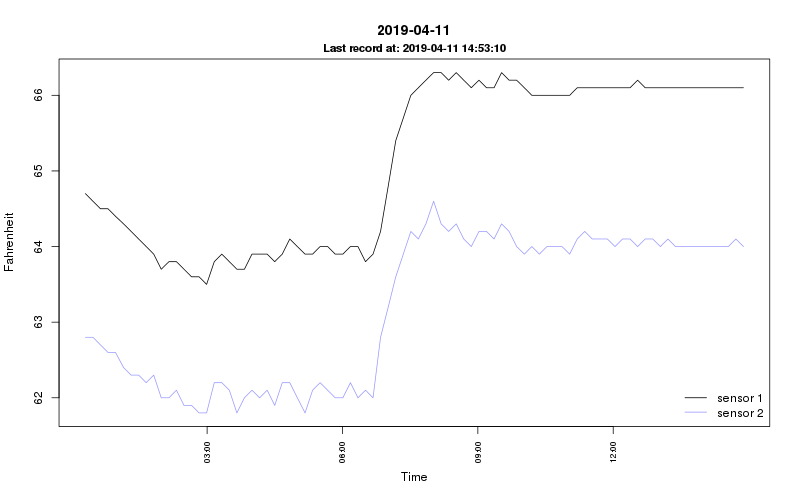 2019-04-11
Last record at: 2019-04-11 14:53:10
Fahrenheit
66
65
64
63
62
03:00
06:00
09:00
12:00
Time
sensor 1
sensor 2